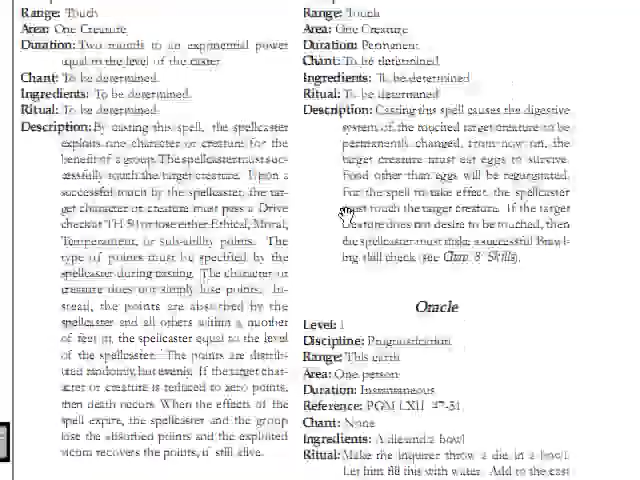 Range: Touch
Area: One Creature
Duration: Two rounds to an exponential power
equal to the level of the caster
Chant: To be determined.
Ingredients: To be determined.
Ritual: To be determined.
Description: By casting this spell, the spellcaster
exploits one character or creature for the
benefit of a group. The spellcaster must suc-
cessfully touch the target creature. Upon a
successful touch by the spellcaster, the tar-
get character or creature must pass a Drive
check at TH 50 or lose either Ethical, Moral,
Temperament, or sub-ability points. The
type of points must be specified by the
spellcaster during casting. The character or
creature does not simply lose points. In-
stead, the points are absorbed by the
spellcaster and all others within a number
of feet of the spellcaster equal to the level
of the spellcaster. The points are distrib-
uted randomly, but evenly. If the target char-
acter or creature is reduced to zero points,
then death occurs. When the effects of the
spell expire, the spellcaster and the group
lose the absorbed points and the exploited
victim recovers the points, if still alive.
Range: Touch
Area: One Creature
Duration: Permanent
Chant: To be determined
Ingredients: To be determined
Ritual: To be determined
Description: Casting this spell causes the digestive
system of the touched target creature to be
permanently changed, from now on, the
target creature must eat eggs to survive.
Food other than eggs will be regurgitated.
For the spell to take effect, the spellcaster
must touch the target creature. If the target
creature does not desire to be touched, then
the spellcaster must make a successful Brawl-
ing skill check (see Chap. 8: Skills).
Oracle
Level: 1
Discipline: Prognostication
Range: This earth
Area: One person
Duration: Instantaneous
Reference: PGM LXII. 47-51
Chant: None
Ingredients: A die and a bowl
Ritual: Make the inquirer throw a die in a bowl.
Let him fill this with water. Add to the cast